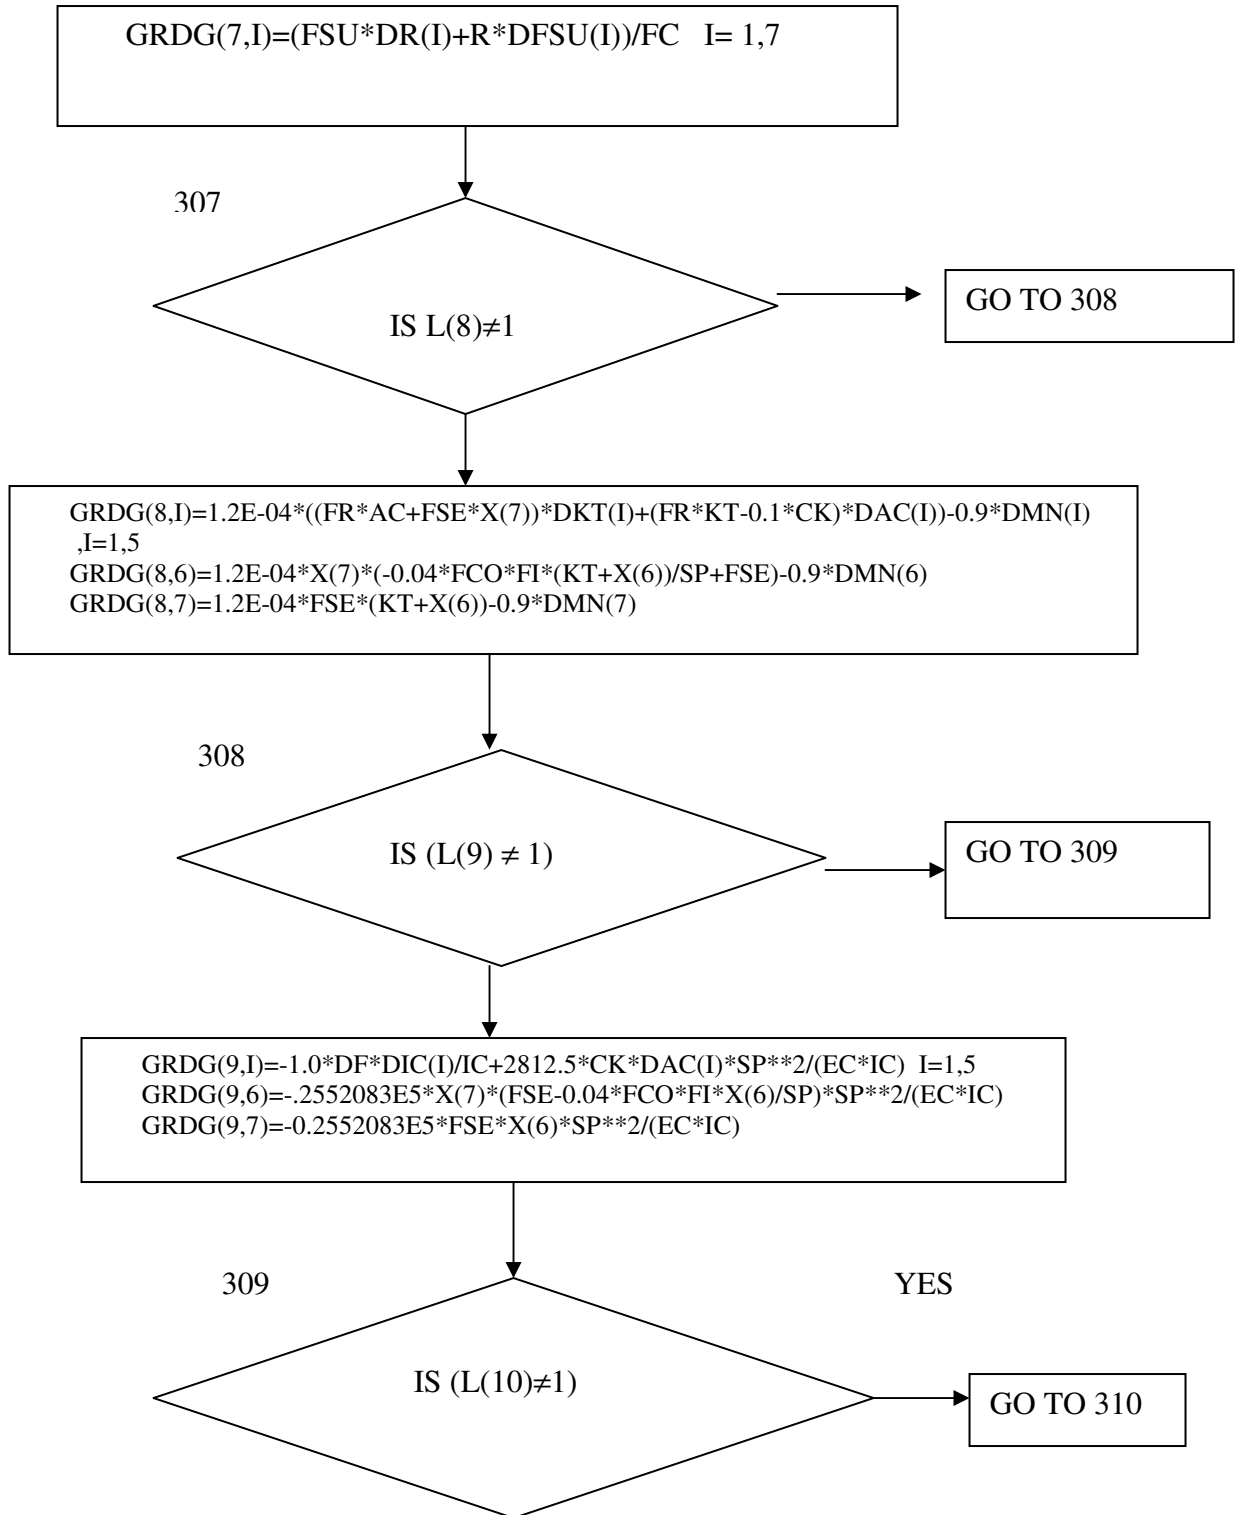 GRDG(7,I)=(FSU*DR(I)+R*DFSU(I))/FC   I= 1,7
307
IS L(8)≠1
GO TO 308
GRDG(8,I)=1.2E-04*((FR*AC+FSE*X(7))*DKT(I)+(FR*KT-0.1*CK)*DAC(I))-0.9*DMN(I)
,I=1,5
GRDG(8,6)=1.2E-04*X(7)*(-0.04*FCO*FI*(KT+X(6))/SP+FSE)-0.9*DMN(6)
GRDG(8,7)=1.2E-04*FSE*(KT+X(6))-0.9*DMN(7)
308
IS (L(9) ≠ 1)
GO TO 309
GRDG(9,I)=-1.0*DF*DIC(I)/IC+2812.5*CK*DAC(I)*SP**2/(EC*IC)  I=1,5
GRDG(9,6)=-.2552083E5*X(7)*(FSE-0.04*FCO*FI*X(6)/SP)*SP**2/(EC*IC)
GRDG(9,7)=-0.2552083E5*FSE*X(6)*SP**2/(EC*IC)
309
YES
IS (L(10)≠1)
GO TO 310